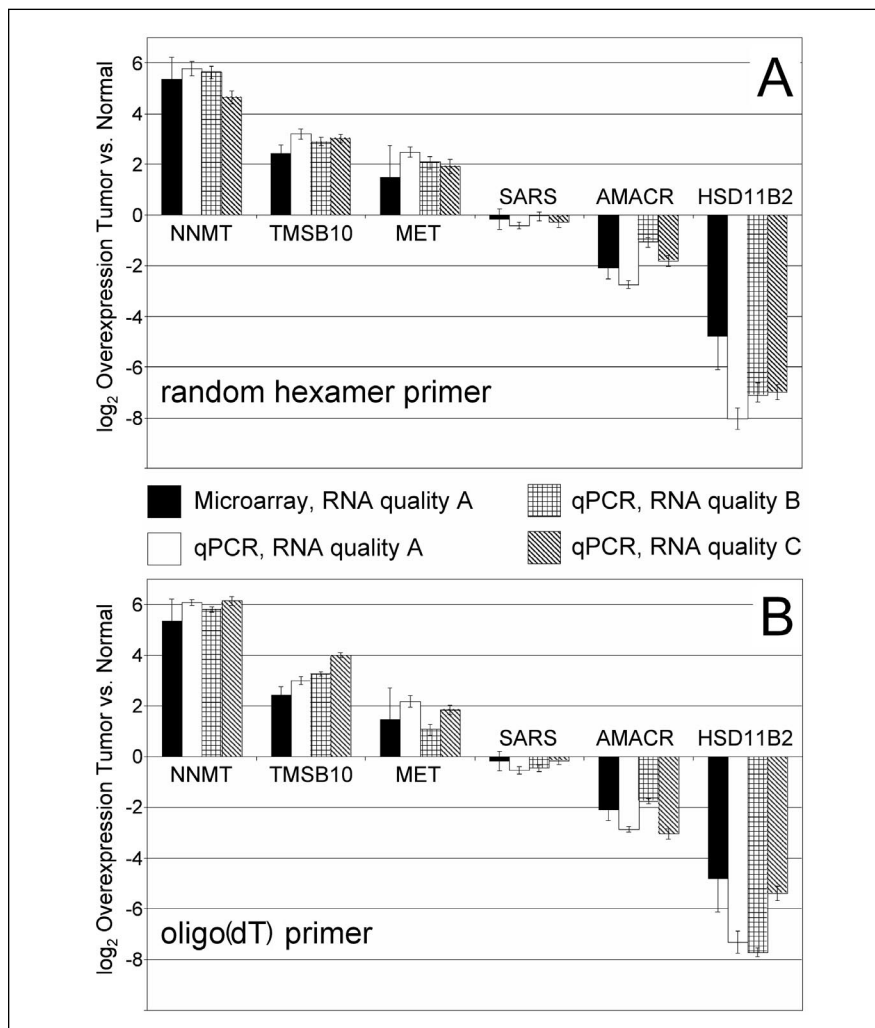 A
log2 Overexpression Tumor vs. Normal
6
4
2
0
-2
-4
-6
-8
SARS AMACR HSD11B2
NNMT TMSB10 MET
random hexamer primer
Microarray, RNA quality A
qPCR, RNA quality B
qPCR, RNA quality A
qPCR, RNA quality C
B
log2 Overexpression Tumor vs. Normal
6
4
2
0
-2
-4
-6
-8
SARS AMACR HSD11B2
NNMT TMSB10 MET
oligo(dT) primer